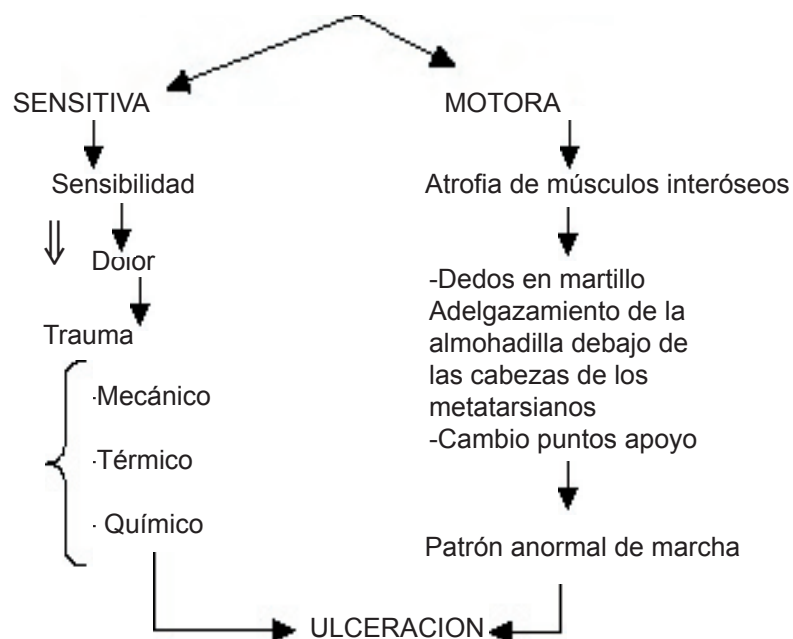 SENSITIVA
Sensibilidad
Dolor
Trauma
-Mecánico
-Térmico
- Químico
MOTORA
Atrofia de músculos interóseos
-Dedos en martillo
Adelgazamiento de la
almohadilla debajo de
las cabezas de los
metatarsianos
-Cambio puntos apoyo
Patrón anormal de marcha
ULCERACION